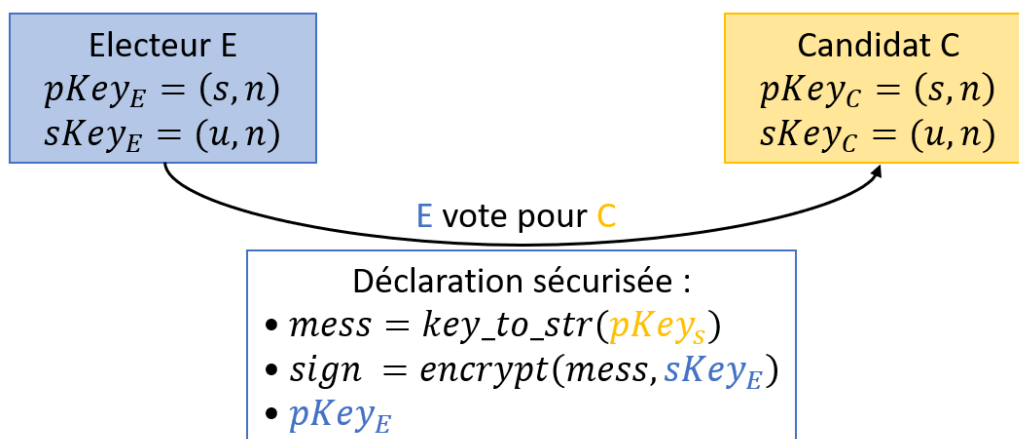 Electeur E
pKey_E = (s, n)
sKey_E = (u, n)
Candidat C
pKey_C = (s, n)
sKey_C = (u, n)
E vote pour C
Déclaration sécurisée :
• mess = key_to_str(pKey_s)
• sign = encrypt(mess, sKey_E)
• pKey_E